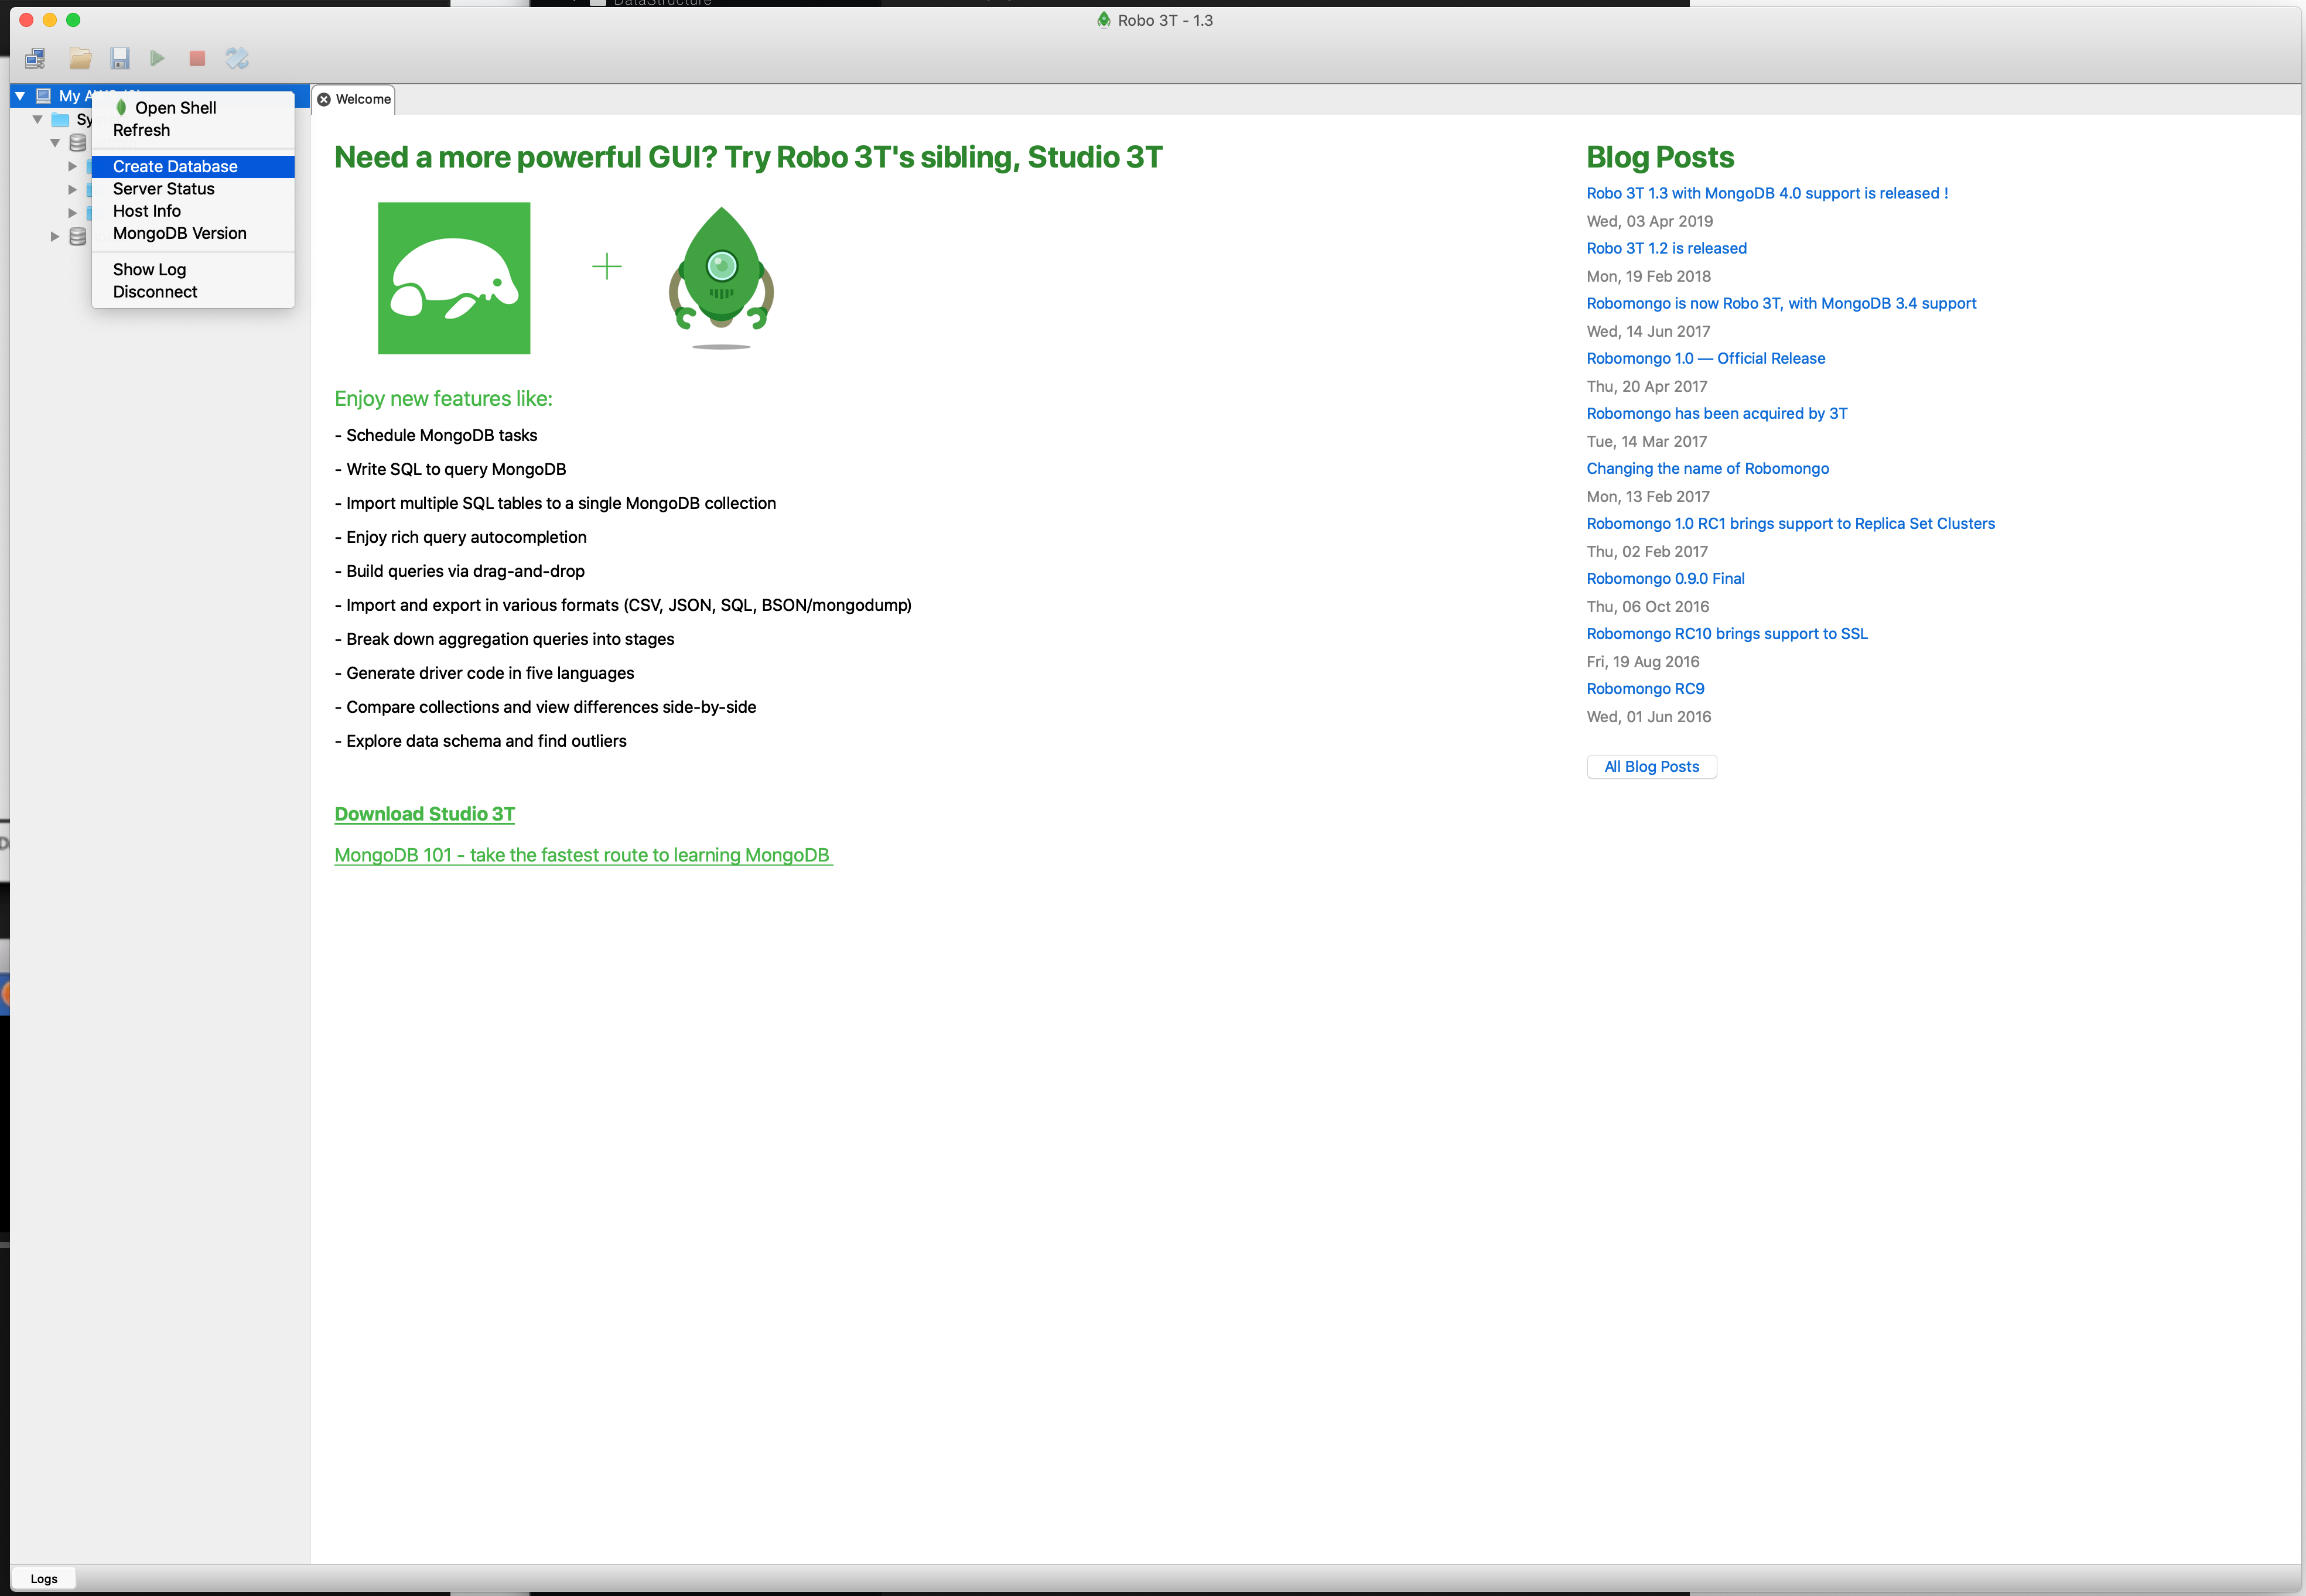 DataStructure
Robo 3T - 1.3
My
Open Shell
Refresh
Create Database
Server Status
Host Info
MongoDB Version
Show Log
Disconnect
Welcome
Need a more powerful GUI? Try Robo 3T's sibling, Studio 3T
Enjoy new features like:
- Schedule MongoDB tasks
- Write SQL to query MongoDB
- Import multiple SQL tables to a single MongoDB collection
- Enjoy rich query autocompletion
- Build queries via drag-and-drop
- Import and export in various formats (CSV, JSON, SQL, BSON/mongodump)
- Break down aggregation queries into stages
- Generate driver code in five languages
- Compare collections and view differences side-by-side
- Explore data schema and find outliers
Download Studio 3T
MongoDB 101 - take the fastest route to learning MongoDB
Blog Posts
Robo 3T 1.3 with MongoDB 4.0 support is released !
Wed, 03 Apr 2019
Robo 3T 1.2 is released
Mon, 19 Feb 2018
Robomongo is now Robo 3T, with MongoDB 3.4 support
Wed, 14 Jun 2017
Robomongo 1.0 — Official Release
Thu, 20 Apr 2017
Robomongo has been acquired by 3T
Tue, 14 Mar 2017
Changing the name of Robomongo
Mon, 13 Feb 2017
Robomongo 1.0 RC1 brings support to Replica Set Clusters
Thu, 02 Feb 2017
Robomongo 0.9.0 Final
Thu, 06 Oct 2016
Robomongo RC10 brings support to SSL
Fri, 19 Aug 2016
Robomongo RC9
Wed, 01 Jun 2016
All Blog Posts
Logs